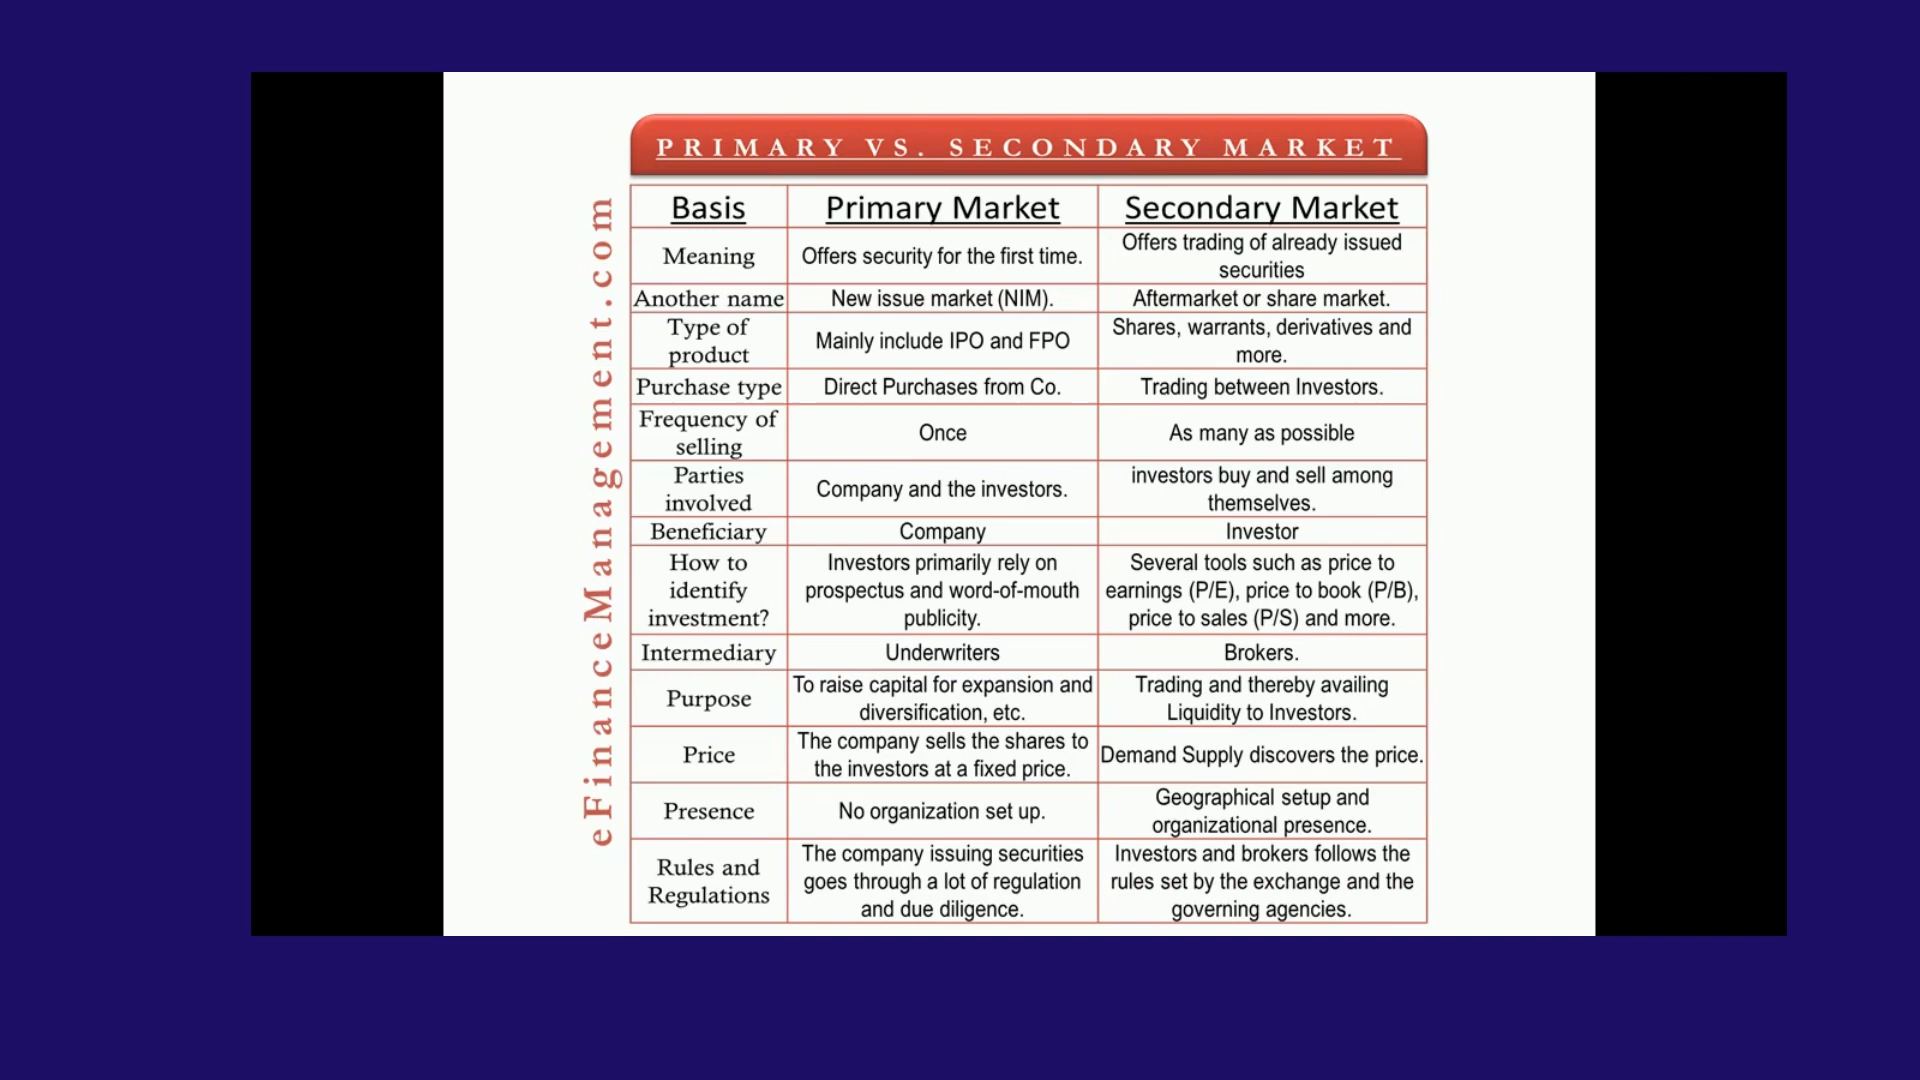 PRIMARY VS. SECONDARY MARKET
eFinanceManagement.com
Basis Primary Market Secondary Market
Meaning Offers security for the first time. Offers trading of already issued
securities
Another name New issue market (NIM). Aftermarket or share market.
Type of
product Mainly include IPO and FPO Shares, warrants, derivatives and
more.
Purchase type Direct Purchases from Co. Trading between Investors.
Frequency of
selling Once As many as possible
Parties
involved Company and the investors. investors buy and sell among
themselves.
Beneficiary Company Investor
How to
identify
investment? Investors primarily rely on
prospectus and word-of-mouth
publicity. Several tools such as price to
earnings (P/E), price to book (P/B),
price to sales (P/S) and more.
Intermediary Underwriters Brokers.
Purpose To raise capital for expansion and
diversification, etc. Trading and thereby availing
Liquidity to Investors.
Price The company sells the shares to
the investors at a fixed price. Demand Supply discovers the price.
Presence No organization set up. Geographical setup and
organizational presence.
Rules and
Regulations The company issuing securities
goes through a lot of regulation
and due diligence. Investors and brokers follows the
rules set by the exchange and the
governing agencies.